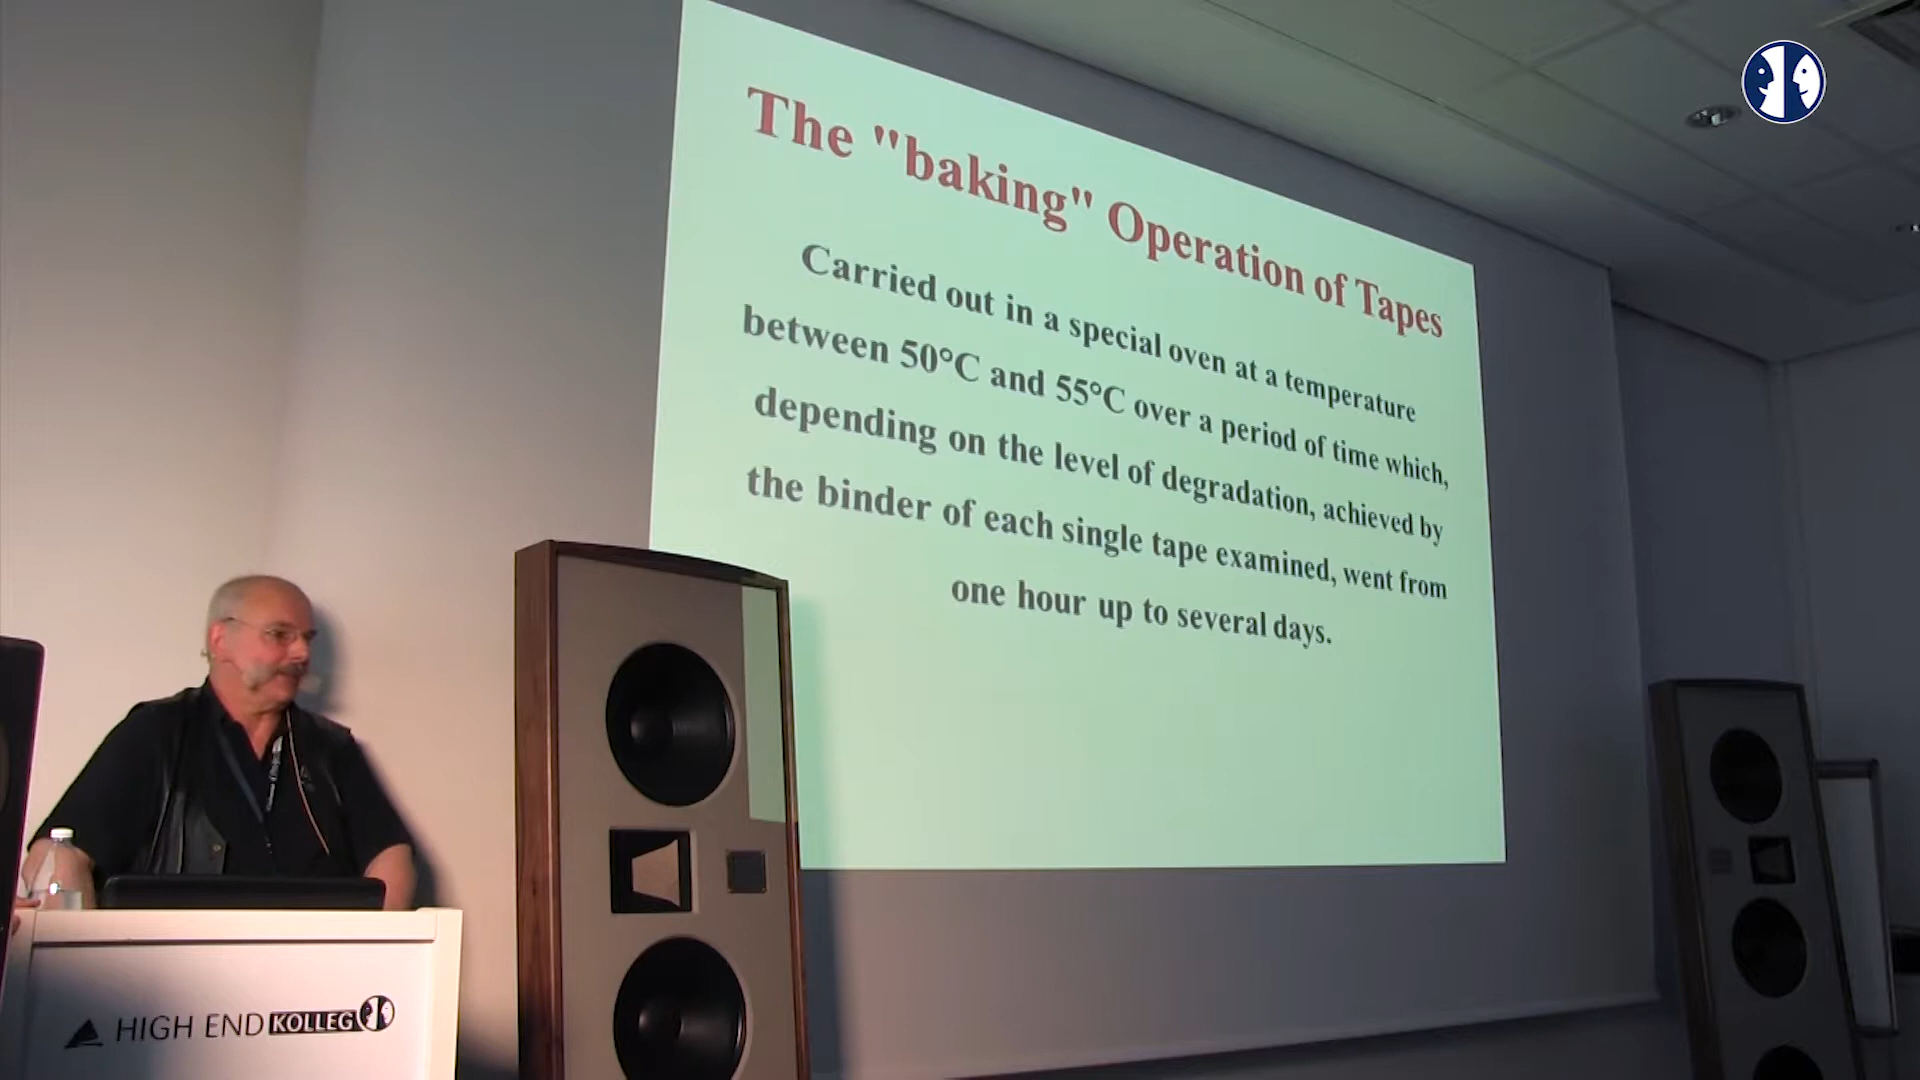 The "baking" Operation of Tapes
Carried out in a special oven at a temperature
between 50°C and 55°C over a period of time which,
depending on the level of degradation, achieved by
the binder of each single tape examined, went from
one hour up to several days.
HIGH END KOLLEG